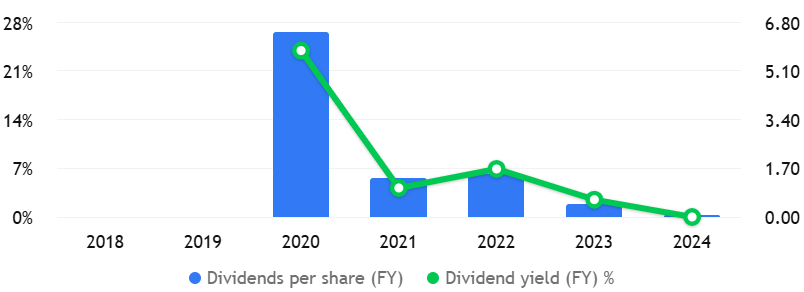 28% 6.80
21% 5.10
14% 3.40
7% 1.70
0% 0.00
2018 2019 2020 2021 2022 2023 2024
Dividends per share (FY) Dividend yield (FY) %